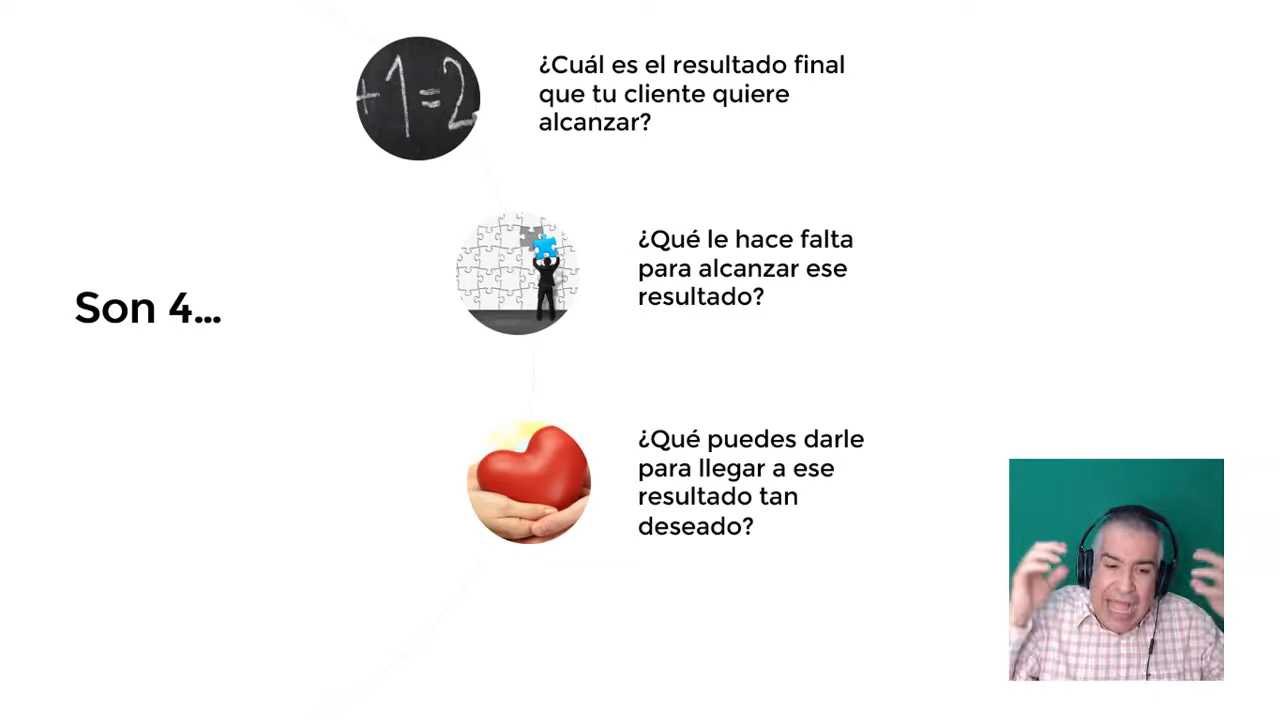 +1=2
¿Cuál es el resultado final
que tu cliente quiere
alcanzar?
¿Qué le hace falta
para alcanzar ese
resultado?
Son 4...
¿Qué puedes darle
para llegar a ese
resultado tan
deseado?